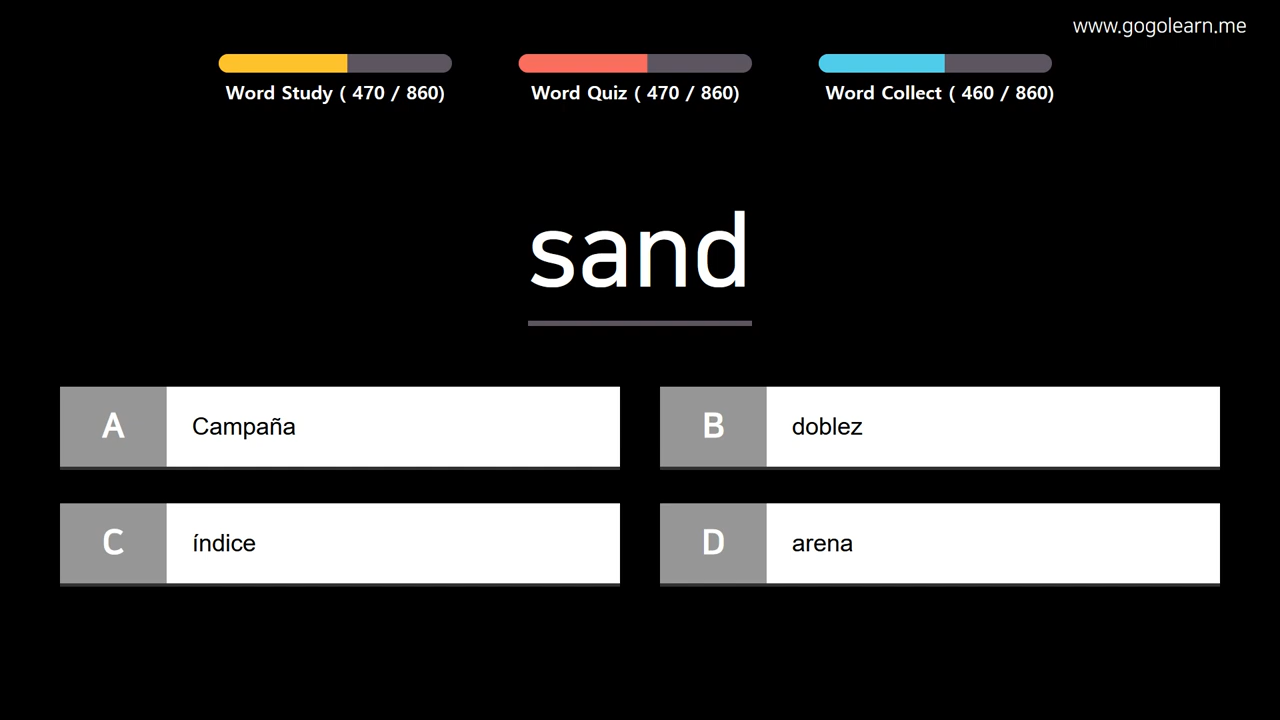 www.gogolearn.me
Word Study ( 470 / 860)
Word Quiz ( 470 / 860)
Word Collect ( 460 / 860)
sand
A
Campaña
B
doblez
C
índice
D
arena